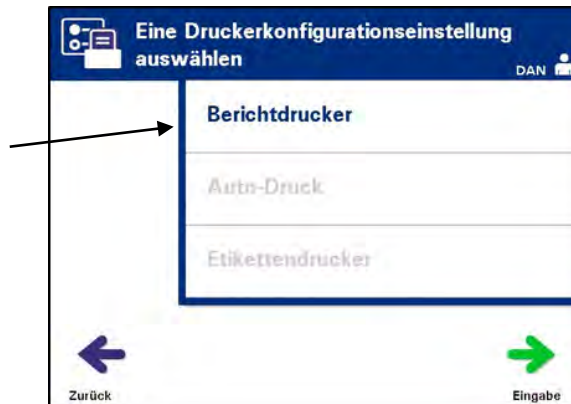 Eine Druckerkonfigurationseinstellung
auswählen
DAN
Berichtdrucker
Auto-Druck
Etikettendrucker
Zurück
Eingabe